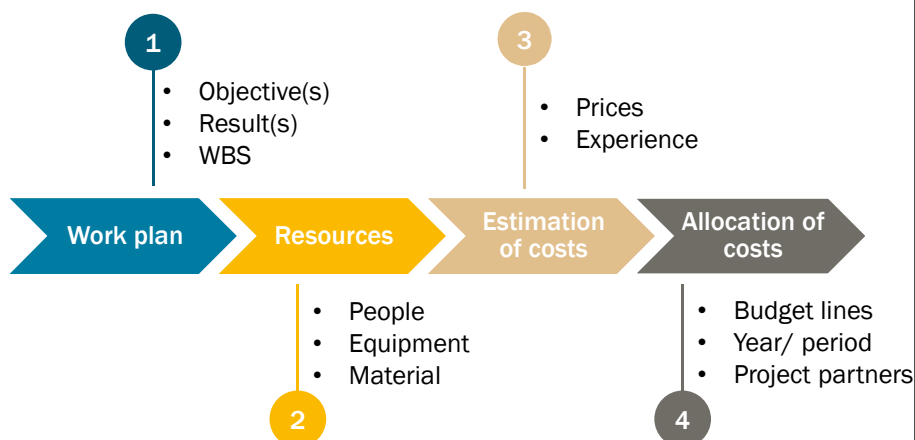 1
• Objective(s)
• Result(s)
• WBS
3
• Prices
• Experience
Work plan
Resources
Estimation
of costs
Allocation of
costs
• People
• Equipment
• Material
2
• Budget lines
• Year/ period
• Project partners
4